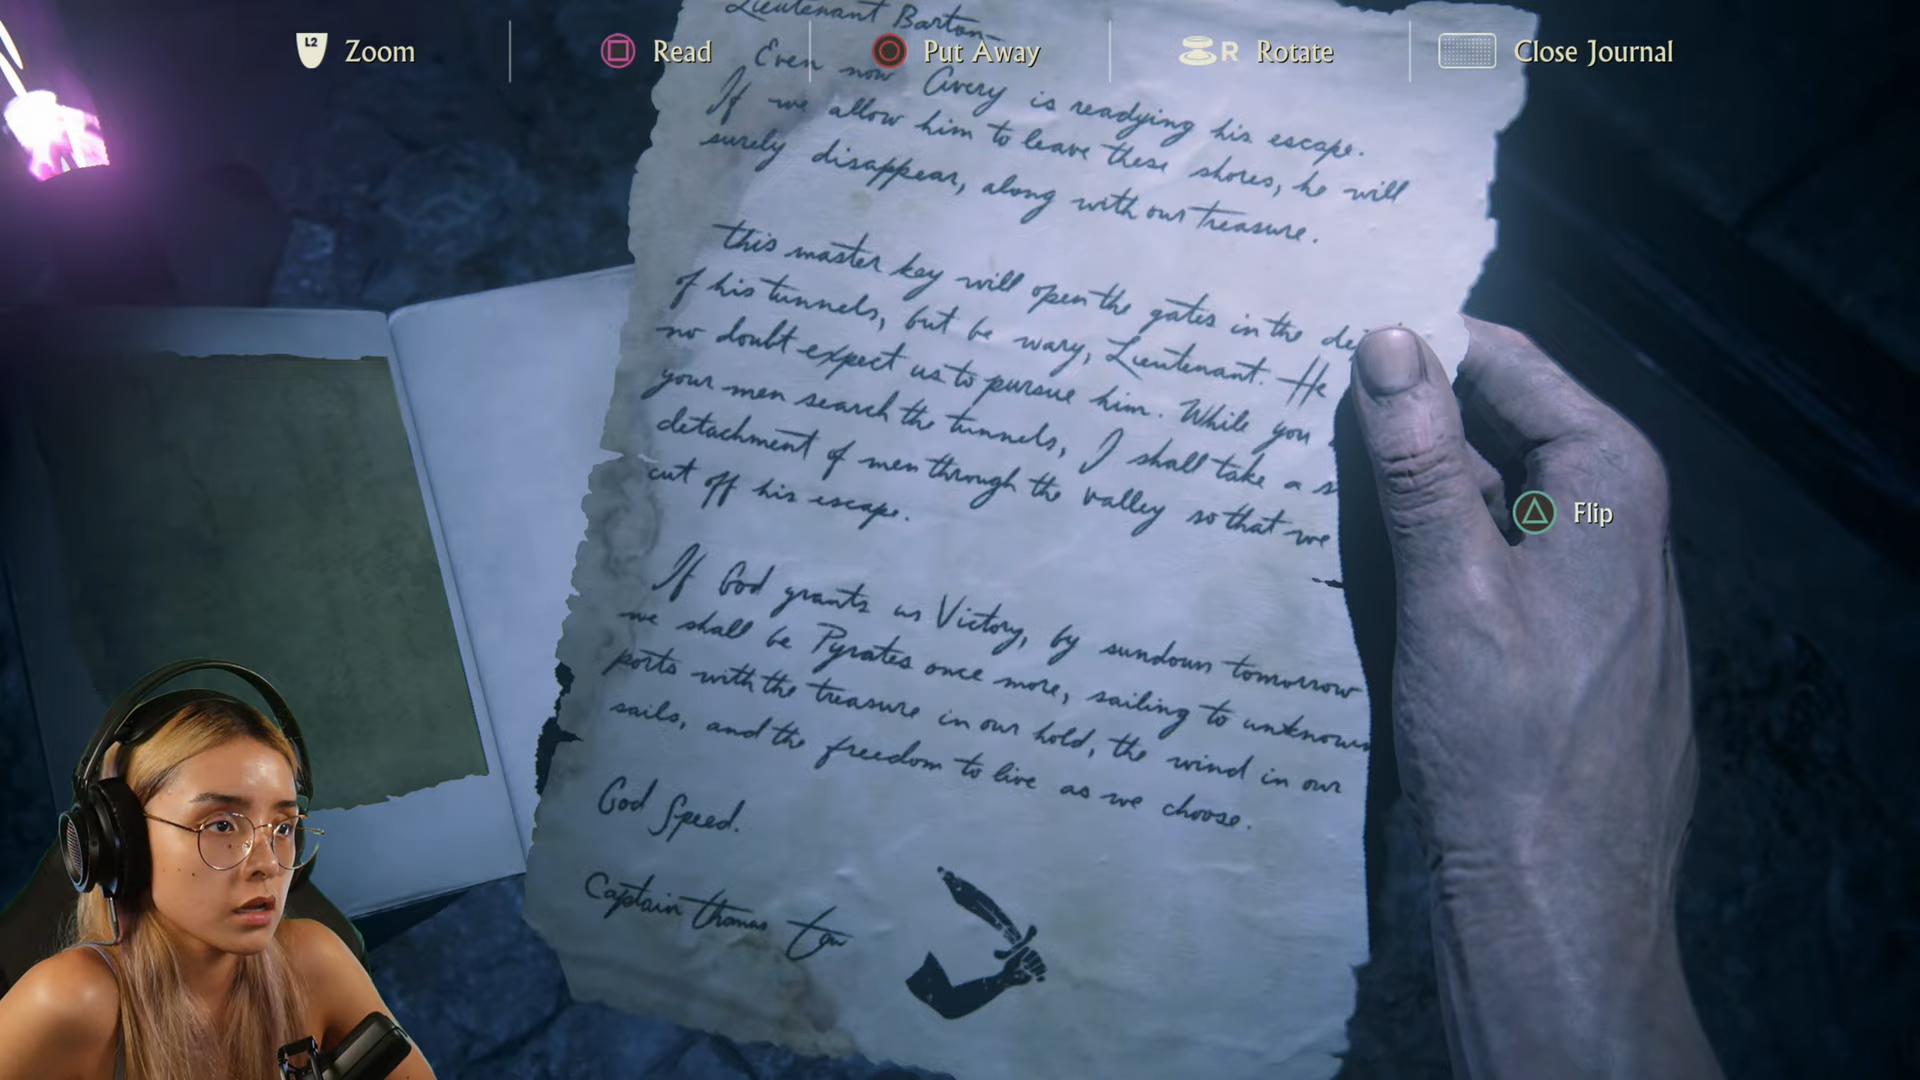 L2 Zoom
Read
Put Away
R Rotate
Close Journal
Lieutenant Barton-
Even now Avery is readying his escape.
If we allow him to leave these shores, he will
surely disappear, along with our treasure.
this master key will open the gates in the
of his tunnels, but be wary, Lieutenant. He
no doubt expect us to pursue him. While you
your men search the tunnels, I shall take a
detachment of men through the valley so that we
cut off his escape.
If God grants us Victory, by sundown tomorrow
we shall be Pyrates once more, sailing to unknown
ports with the treasure in our hold, the wind in our
sails, and the freedom to live as we choose.
God Speed.
Captain Thomas Tew
Flip